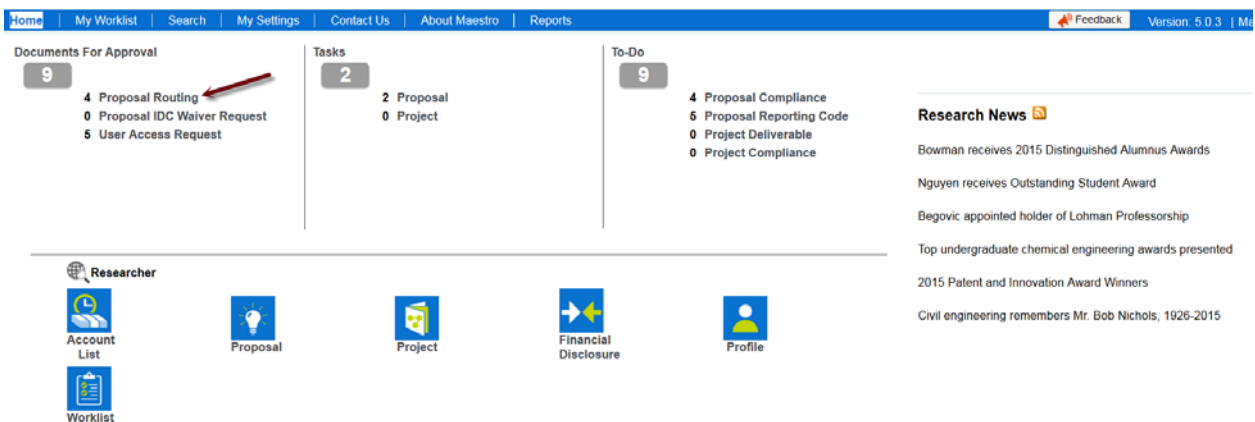 Home | My Worklist | Search | My Settings | Contact Us | About Maestro | Reports
Feedback
Version: 5.0.3 | Ma
Documents For Approval
9
4 Proposal Routing
0 Proposal IDC Waiver Request
5 User Access Request
Tasks
2
2 Proposal
0 Project
To-Do
9
4 Proposal Compliance
5 Proposal Reporting Code
0 Project Deliverable
0 Project Compliance
Research News
Bowman receives 2015 Distinguished Alumnus Awards
Nguyen receives Outstanding Student Award
Begovic appointed holder of Lohman Professorship
Top undergraduate chemical engineering awards presented
2015 Patent and Innovation Award Winners
Civil engineering remembers Mr. Bob Nichols, 1926-2015
Researcher
Account
List
Proposal
Project
Financial
Disclosure
Profile
Worklist